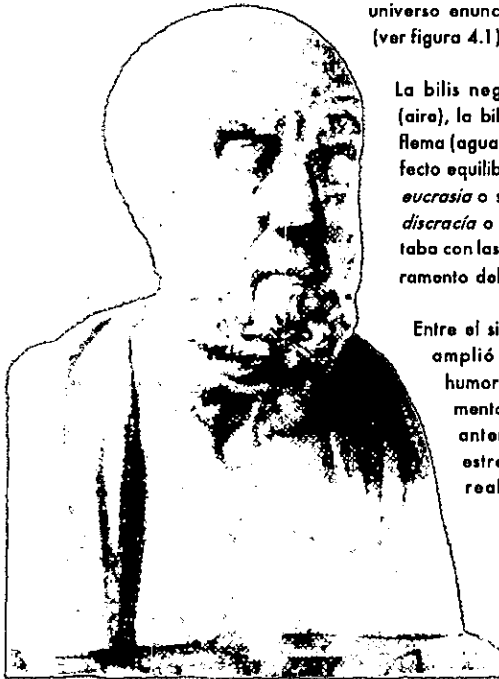 universo enunc
(ver figura 4.1)
La bilis neg
(aire), la bil
flema (agua
fecto equilib
eucrasia o s
discracía o
taba con las
ramento del
Entre el si
amplió
humor
mento
anter
estre
real